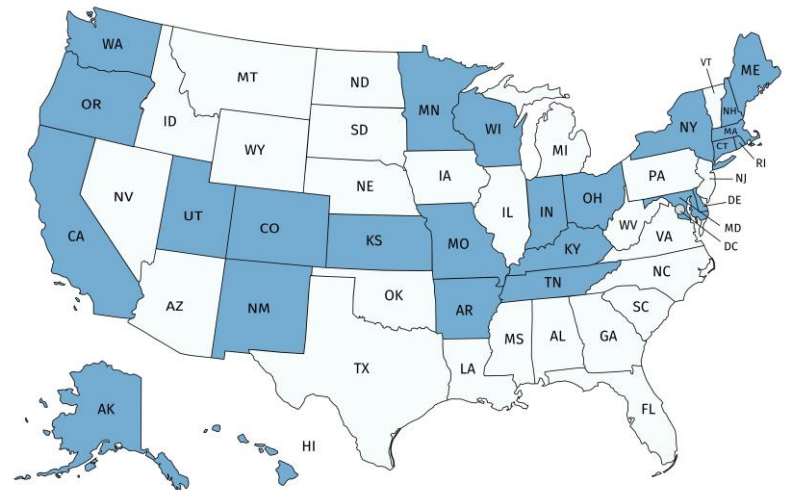 WA
MT
ND
MN
VT
ME
OR
ID
SD
WI
NY
NH
MA
CT
RI
WY
MI
IA
PA
NJ
NE
NV
UT
CO
IL
IN
OH
DE
MD
DC
CA
KS
MO
WV
VA
KY
NC
AZ
NM
OK
AR
TN
SC
MS
AL
GA
TX
LA
FL
AK
HI